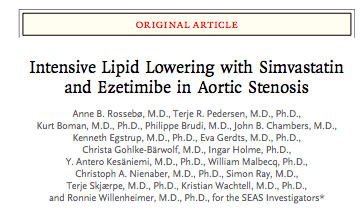 ORIGINAL ARTICLE
Intensive Lipid Lowering with Simvastatin
and Ezetimibe in Aortic Stenosis
Anne B. Rossebø, M.D., Terje R. Pedersen, M.D., Ph.D.,
Kurt Boman, M.D., Ph.D., Philippe Brudi, M.D., John B. Chambers, M.D.,
Kenneth Egstrup, M.D., Ph.D., Eva Gerdts, M.D., Ph.D.,
Christa Gohlke-Bärwolf, M.D., Ingar Holme, Ph.D.,
Y. Antero Kesäniemi, M.D., Ph.D., William Malbecq, Ph.D.,
Christoph A. Nienaber, M.D., Ph.D., Simon Ray, M.D.,
Terje Skjærpe, M.D., Ph.D., Kristian Wachtell, M.D., Ph.D.,
and Ronnie Willenheimer, M.D., Ph.D., for the SEAS Investigators*